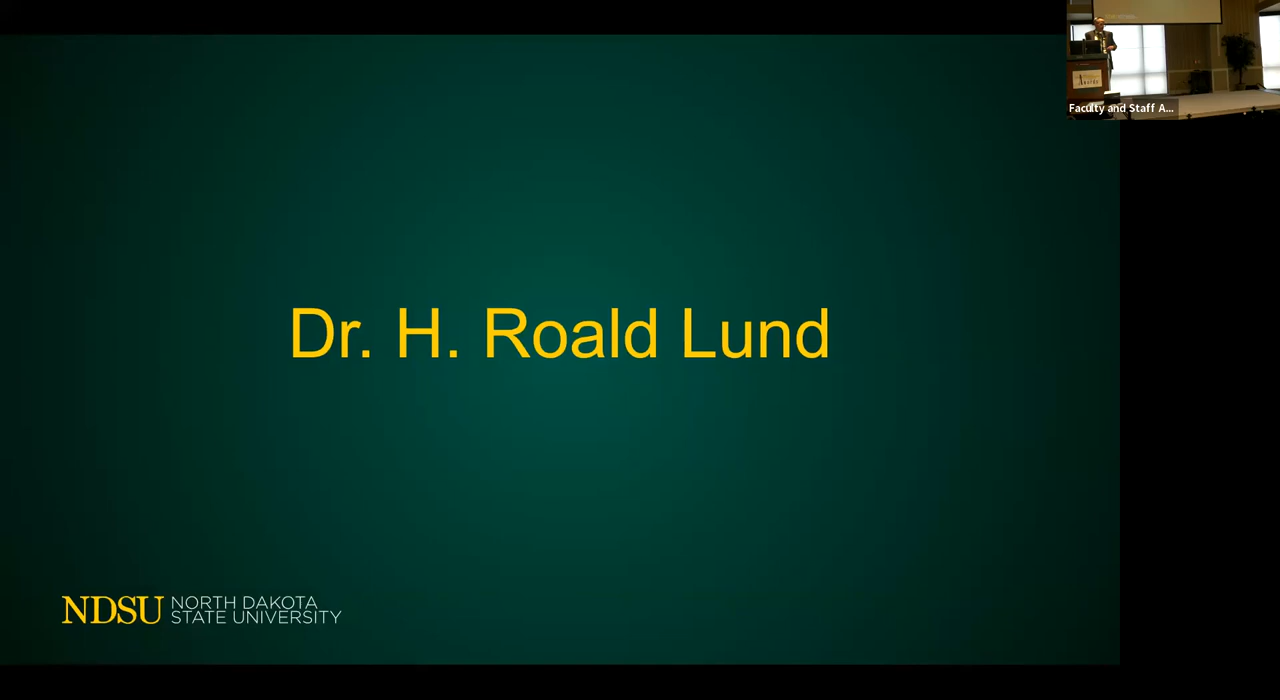 Faculty and Staff A...
Dr. H. Roald Lund
NDSU NORTH DAKOTA
STATE UNIVERSITY